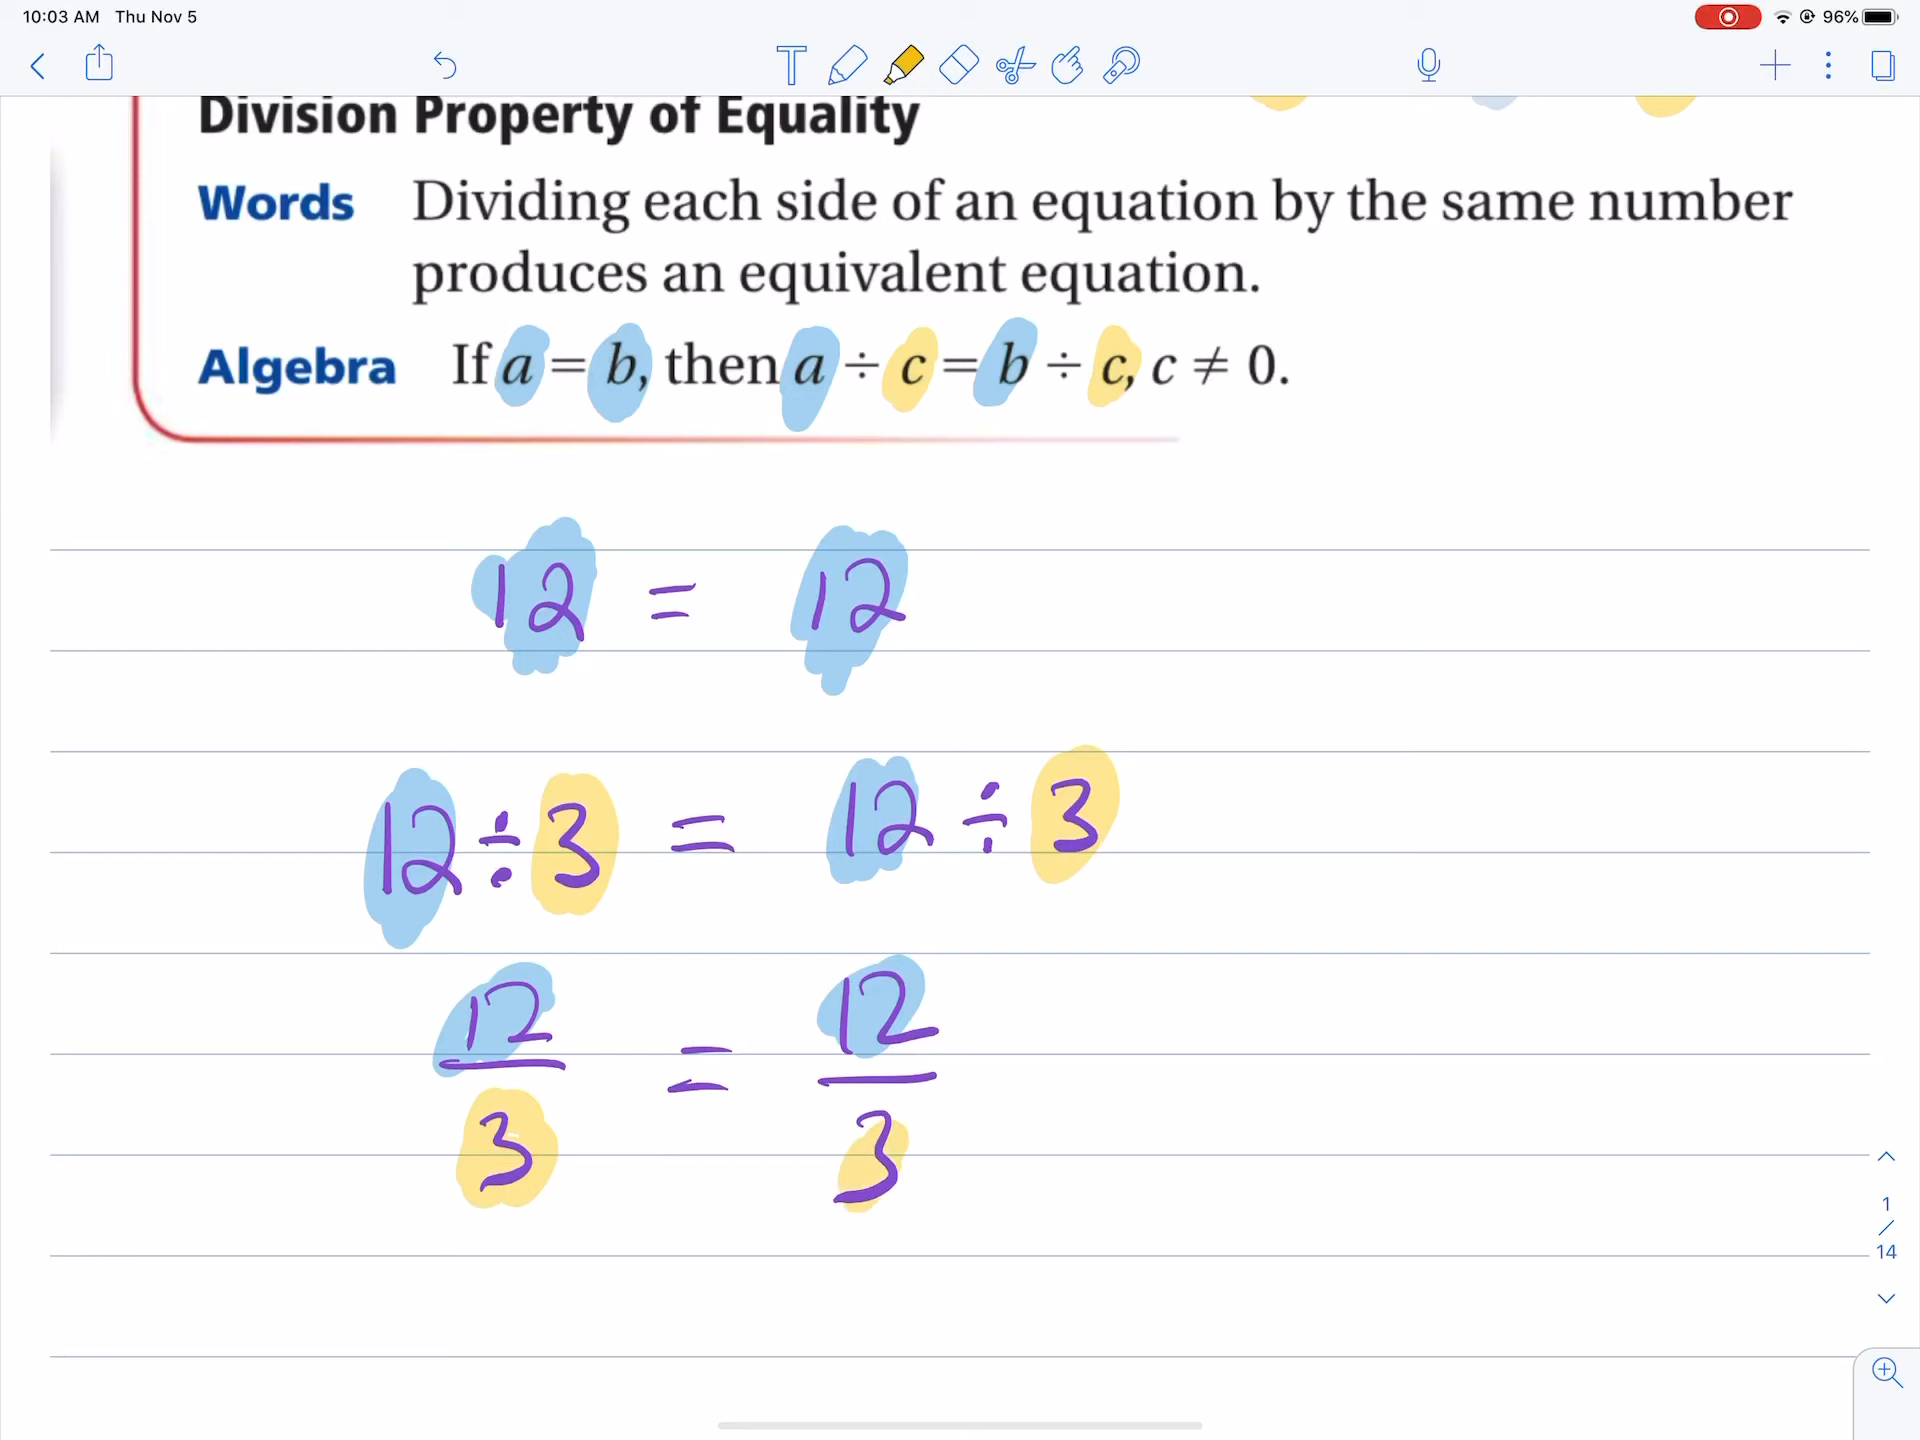 10:03 AM Thu Nov 5
96%
Division Property of Equality
Words Dividing each side of an equation by the same number
produces an equivalent equation.
Algebra If a = b, then a ÷ c = b ÷ c, c ≠ 0.
12 = 12
12 ÷ 3 = 12 ÷ 3
12/3 = 12/3
1
/
14